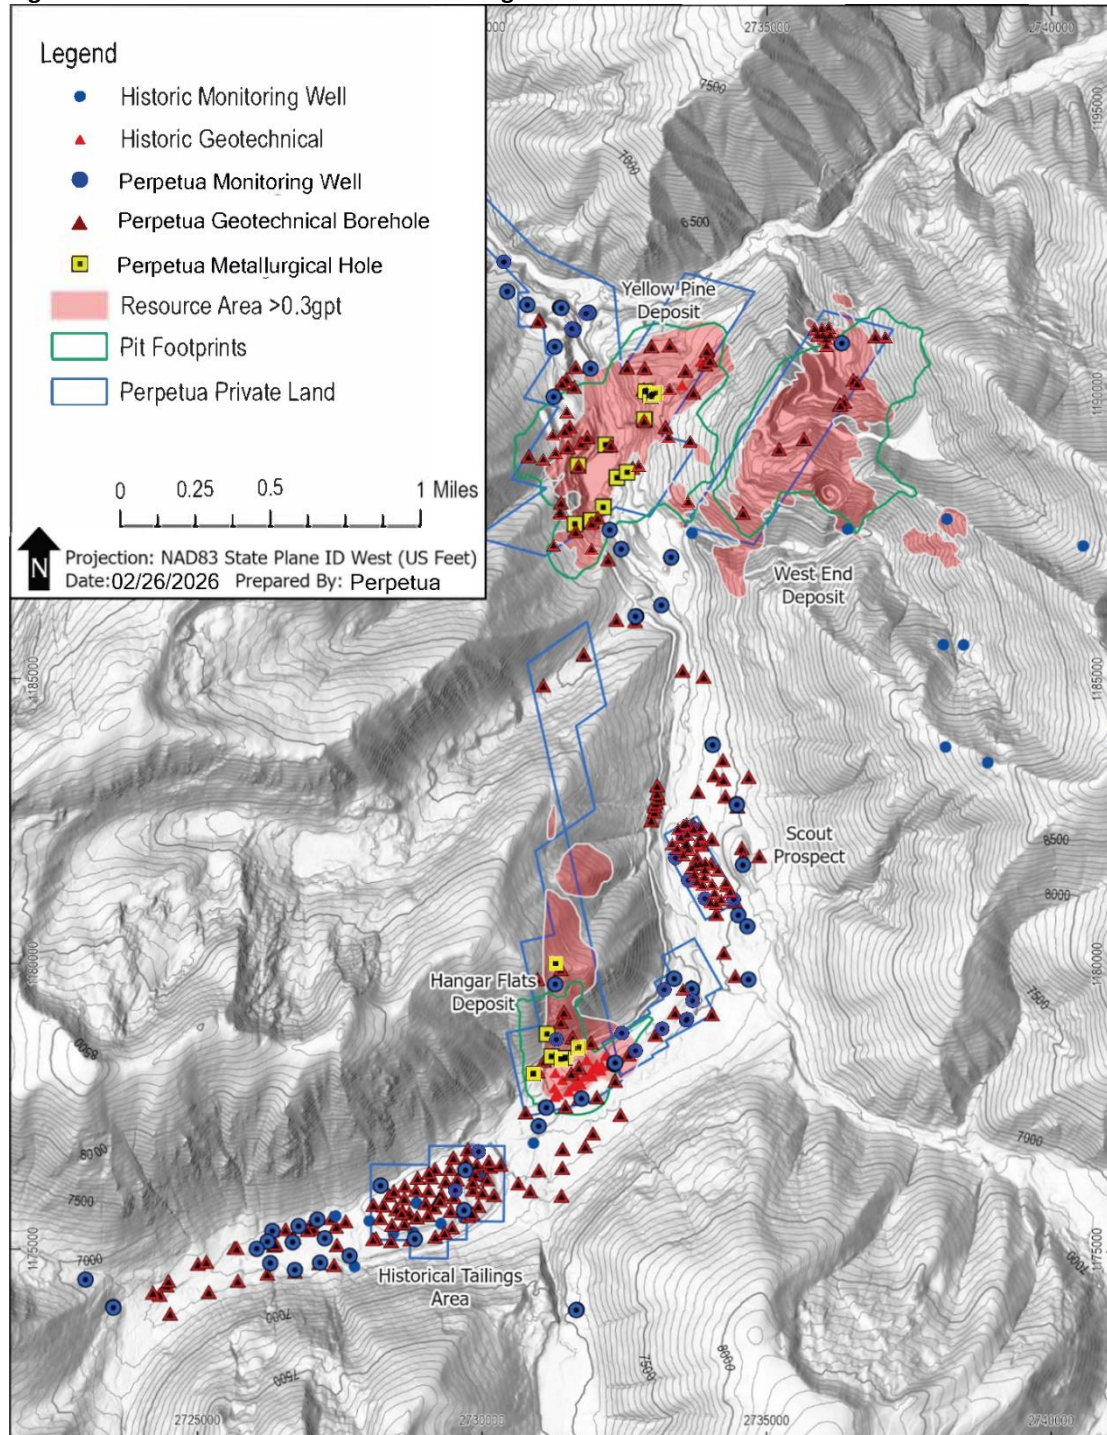 2735000
2740000
Legend
Historic Monitoring Well
Historic Geotechnical
Perpetua Monitoring Well
Perpetua Geotechnical Borehole
Perpetua Metallurgical Hole
Resource Area >0.3gpt
Pit Footprints
Perpetua Private Land
0 0.25 0.5 1 Miles
N
Projection: NAD83 State Plane ID West (US Feet)
Date: 02/26/2026 Prepared By: Perpetua
7500
7000
6500
1195000
Yellow Pine
Deposit
1190000
West End
Deposit
1185000
1185000
Scout
Prospect
8500
8000
1180000
1180000
Hangar Flats
Deposit
7500
8500
7000
8000
7500
7000
1175000
1175000
7000
Historical Tailings
Area
7000
7500
7500
8000
2725000
2730000
2735000
2740000